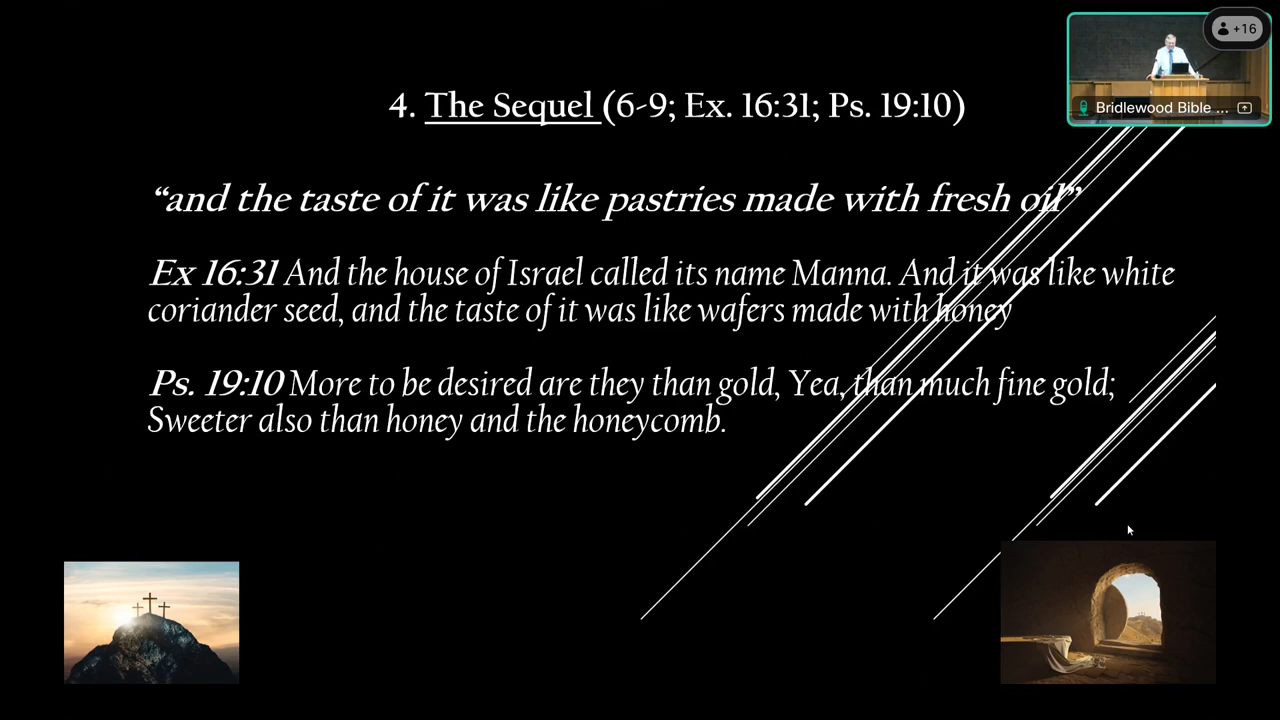 +16
Bridlewood Bible ...
4. The Sequel (6-9; Ex. 16:31; Ps. 19:10)
“and the taste of it was like pastries made with fresh oil”
Ex 16:31 And the house of Israel called its name Manna. And it was like white
coriander seed, and the taste of it was like wafers made with honey
Ps. 19:10 More to be desired are they than gold, Yea, than much fine gold;
Sweeter also than honey and the honeycomb.